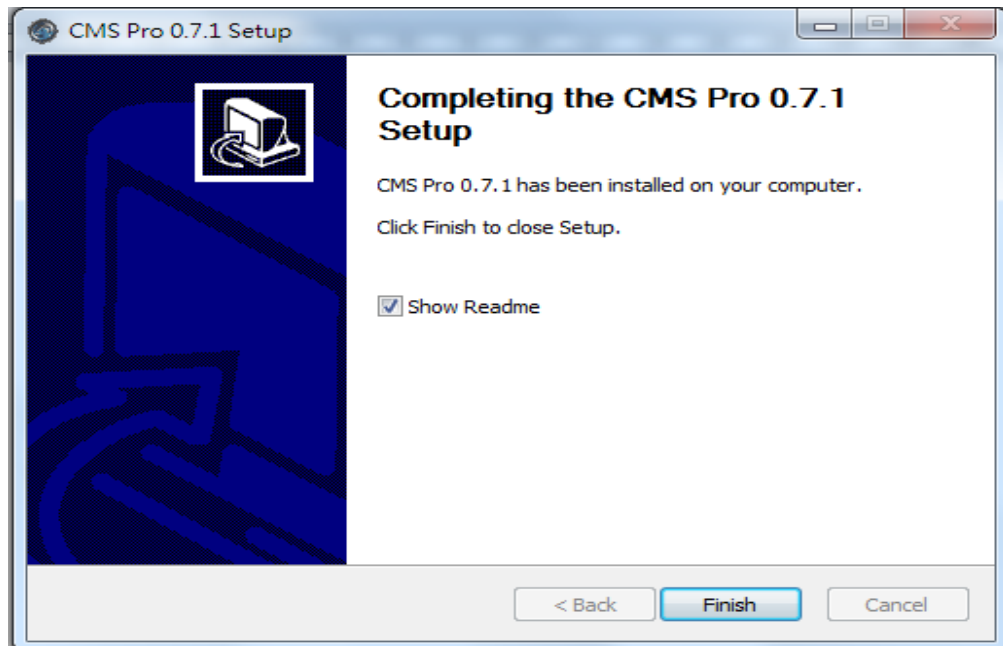 CMS Pro 0.7.1 Setup
Completing the CMS Pro 0.7.1
Setup
CMS Pro 0.7.1 has been installed on your computer.
Click Finish to close Setup.
Show Readme
< Back
Finish
Cancel